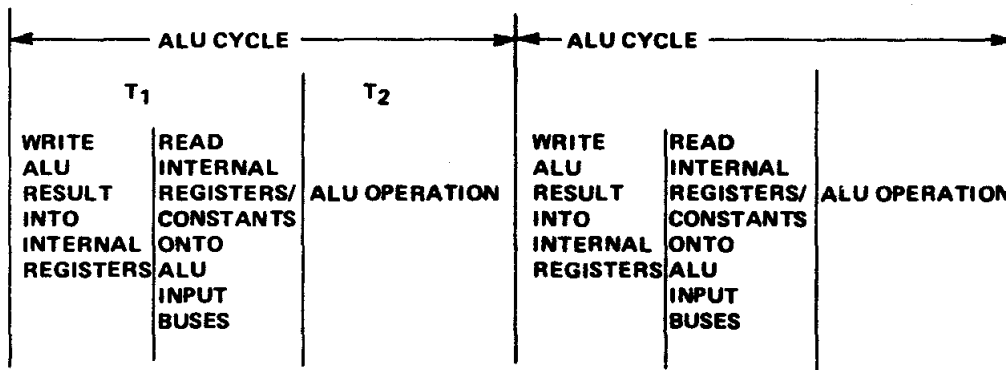 ALU CYCLE ALU CYCLE
T1 T2
WRITE READ WRITE READ
ALU INTERNAL ALU INTERNAL
RESULT REGISTERS/ ALU OPERATION RESULT REGISTERS/ ALU OPERATION
INTO CONSTANTS INTO CONSTANTS
INTERNAL ONTO INTERNAL ONTO
REGISTERS ALU REGISTERS ALU
INPUT INPUT
BUSES BUSES